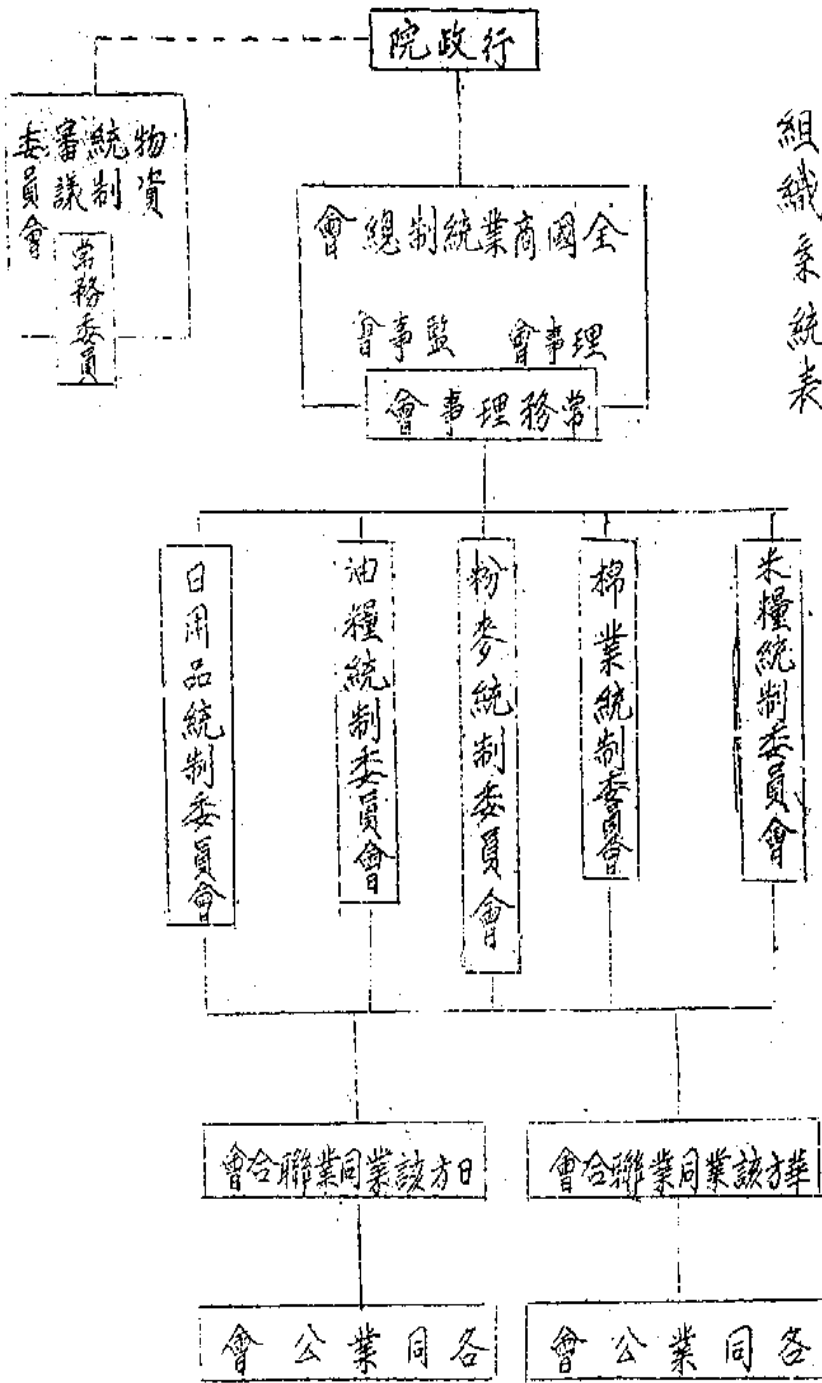 組織系統表
行政院
物資
統制
審議
委員會
常務委員
全國商業統制總會
理事會
監事會
常務理事會
米糧統制委員會
棉業統制委員會
粉麥統制委員會
油糧統制委員會
日用品統制委員會
華方該業同業聯合會
日方該業同業聯合會
各同業公會
各同業公會